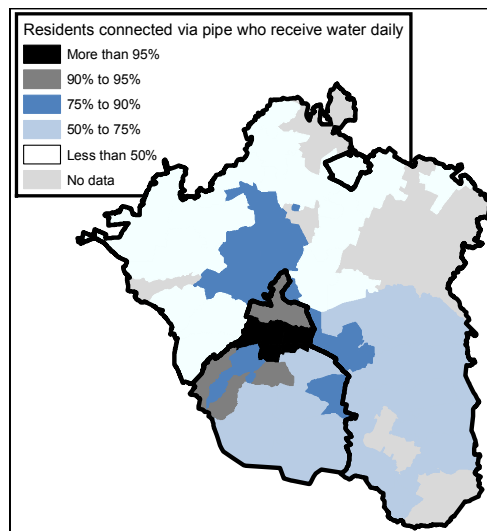 Residents connected via pipe who receive water daily
More than 95%
90% to 95%
75% to 90%
50% to 75%
Less than 50%
No data